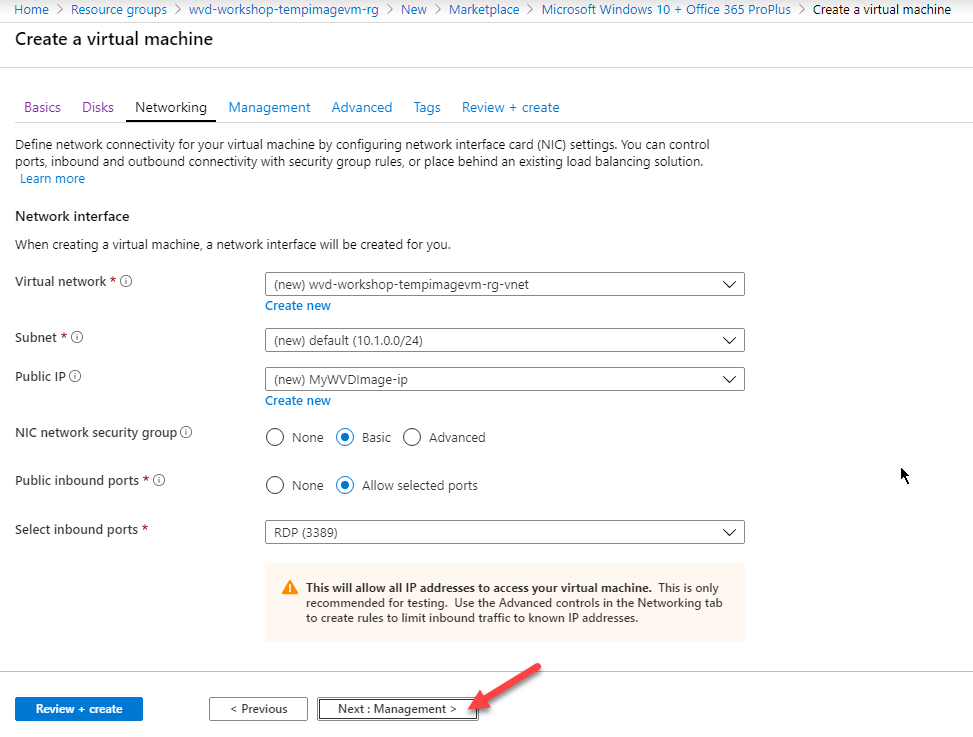 Home > Resource groups > wvd-workshop-tempimagevm-rg > New > Marketplace > Microsoft Windows 10 + Office 365 ProPlus > Create a virtual machine
Create a virtual machine
Basics Disks Networking Management Advanced Tags Review + create
Define network connectivity for your virtual machine by configuring network interface card (NIC) settings. You can control
ports, inbound and outbound connectivity with security group rules, or place behind an existing load balancing solution.
Learn more
Network interface
When creating a virtual machine, a network interface will be created for you.
Virtual network *
(new) wvd-workshop-tempimagevm-rg-vnet
Create new
Subnet *
(new) default (10.1.0.0/24)
Public IP
(new) MyWVDImage-ip
Create new
NIC network security group
None Basic Advanced
Public inbound ports *
None Allow selected ports
Select inbound ports *
RDP (3389)
This will allow all IP addresses to access your virtual machine. This is only
recommended for testing. Use the Advanced controls in the Networking tab
to create rules to limit inbound traffic to known IP addresses.
Review + create < Previous Next : Management >